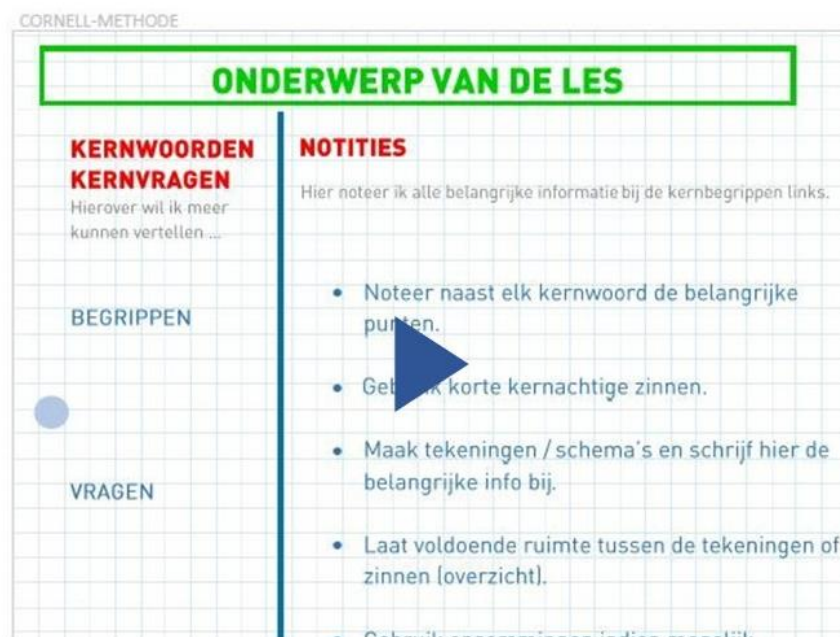 CORNELL-METHODE
ONDERWERP VAN DE LES
KERNWOORDEN
KERNVRAGEN
Hierover wil ik meer
kunnen vertellen ...
BEGRIPPEN
VRAGEN
NOTITIES
Hier noteer ik alle belangrijke informatie bij de kernbegrippen links.
• Noteer naast elk kernwoord de belangrijke
punten.
• korte kernachtige zinnen.
• Maak tekeningen / schema's en schrijf hier de
belangrijke info bij.
• Laat voldoende ruimte tussen de tekeningen of
zinnen (overzicht).